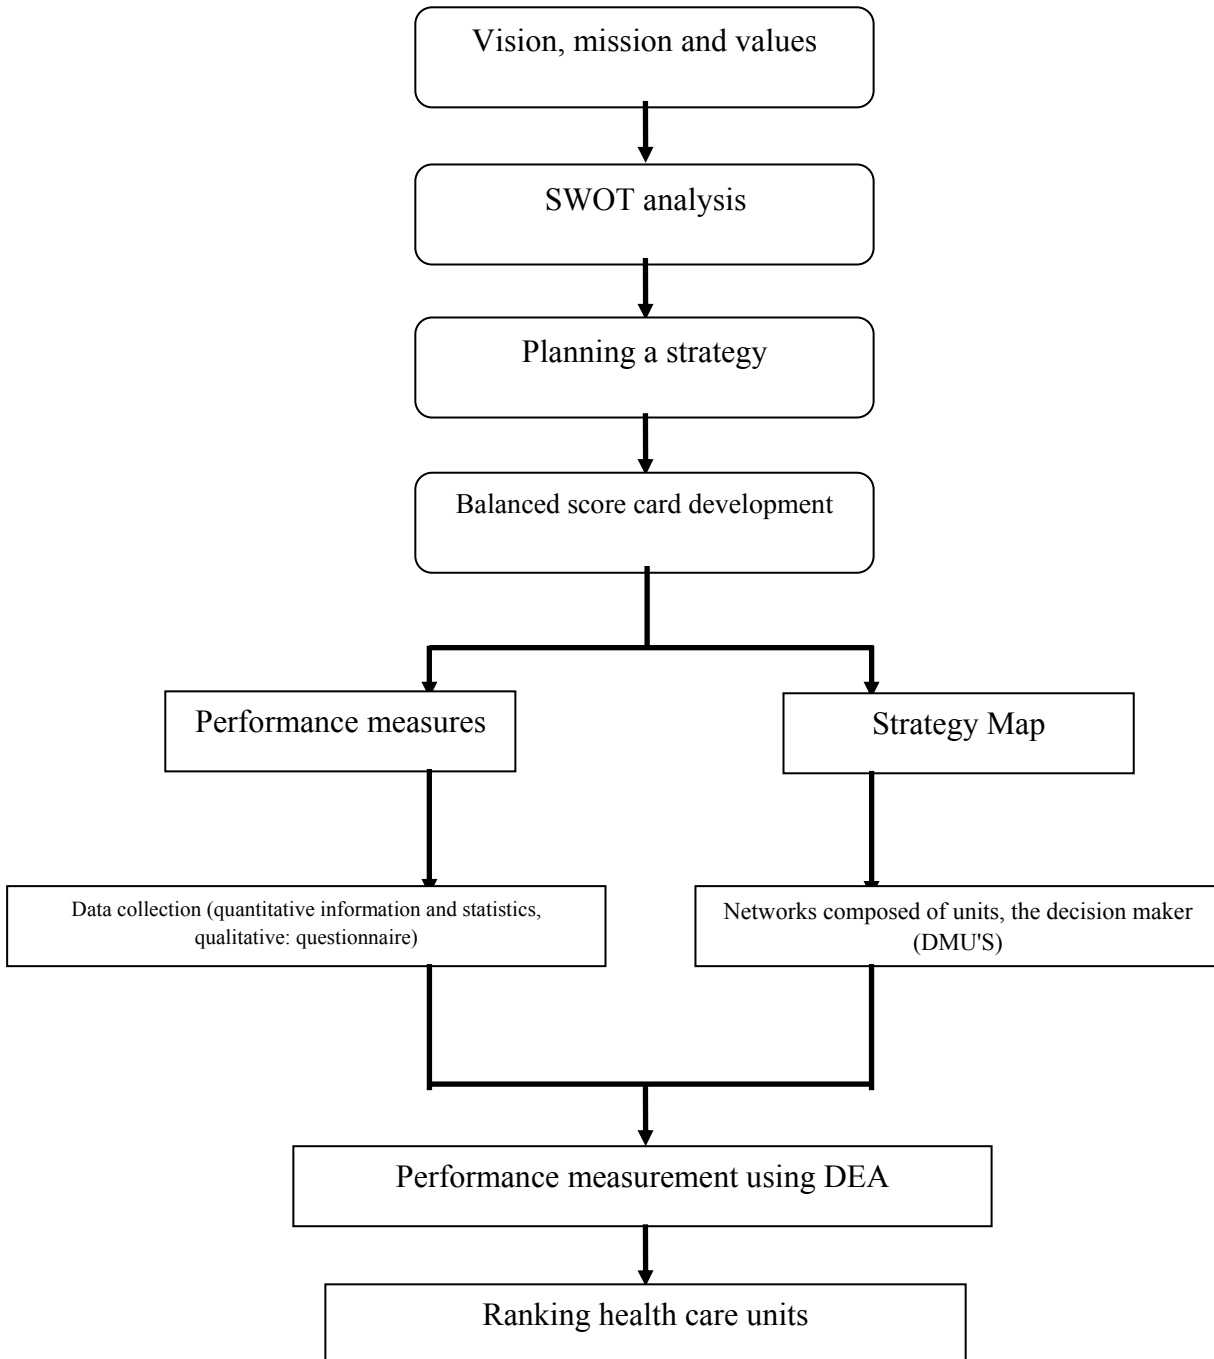 Vision, mission and values
SWOT analysis
Planning a strategy
Balanced score card development
Performance measures
Strategy Map
Data collection (quantitative information and statistics,
qualitative: questionnaire)
Networks composed of units, the decision maker
(DMU'S)
Performance measurement using DEA
Ranking health care units